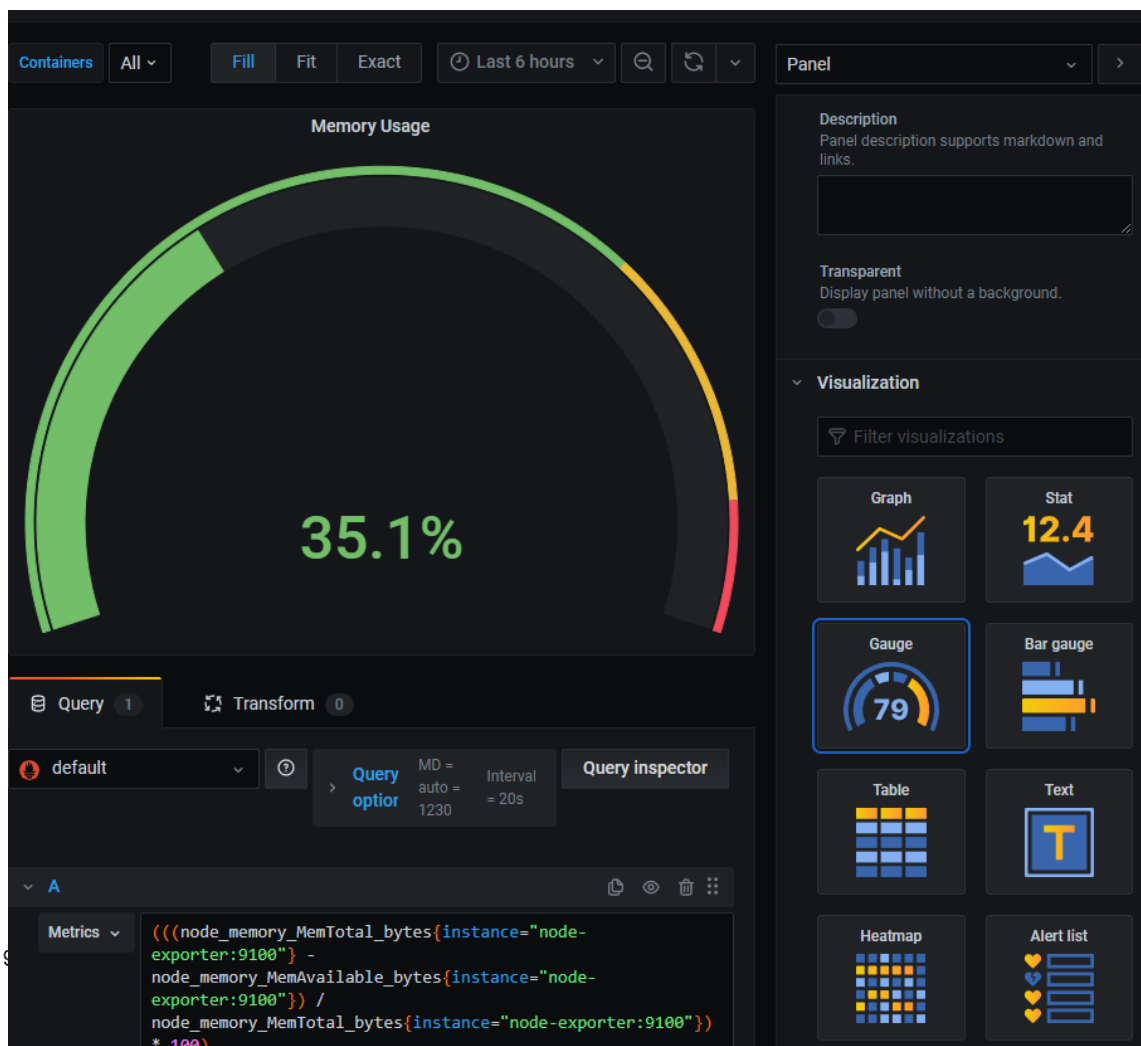 Containers
All
Fill
Fit
Exact
Last 6 hours
Panel
Memory Usage
35.1%
Description
Panel description supports markdown and
links.
Transparent
Display panel without a background.
Visualization
Filter visualizations
Graph
Stat
12.4
Gauge
79
Bar gauge
Table
Text
T
Heatmap
Alert list
Query 1
Transform 0
default
Query
option
MD =
auto =
1230
Interval
= 20s
Query inspector
A
Metrics
(((node_memory_MemTotal_bytes{instance="node-
exporter:9100"} -
node_memory_MemAvailable_bytes{instance="node-
exporter:9100"}) /
node_memory_MemTotal_bytes{instance="node-exporter:9100"})
* 100)